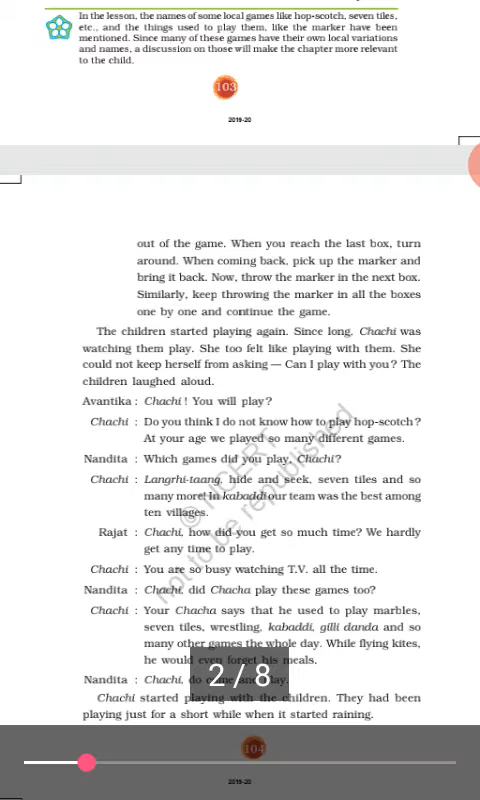 In the lesson, the names of some local games like hop-scotch, seven tiles,
etc., and the things used to play them, like the marker have been
mentioned. Since many of these games have their own local variations
and names, a discussion on those will make the chapter more relevant
to the child.
103
2019-20
out of the game. When you reach the last box, turn
around. When coming back, pick up the marker and
bring it back. Now, throw the marker in the next box.
Similarly, keep throwing the marker in all the boxes
one by one and continue the game.
The children started playing again. Since long, Chachi was
watching them play. She too felt like playing with them. She
could not keep herself from asking — Can I play with you? The
children laughed aloud.
Avantika : Chachi ! You will play?
Chachi : Do you think I do not know how to play hop-scotch?
At your age we played so many different games.
Nandita : Which games did you play, Chachi?
Chachi : Langrhi-taang, hide and seek, seven tiles and so
many more! In kabaddi our team was the best among
ten villages.
Rajat : Chachi, how did you get so much time? We hardly
get any time to play.
Chachi : You are so busy watching T.V. all the time.
Nandita : Chachi, did Chacha play these games too?
Chachi : Your Chacha says that he used to play marbles,
seven tiles, wrestling, kabaddi, gilli danda and so
many other games the whole day. While flying kites,
he would even forget his meals.
Nandita : Chachi, do come and play.
Chachi started playing with the children. They had been
playing just for a short while when it started raining.
© NCERT
not to be republished
2 / 8
104
2019-20